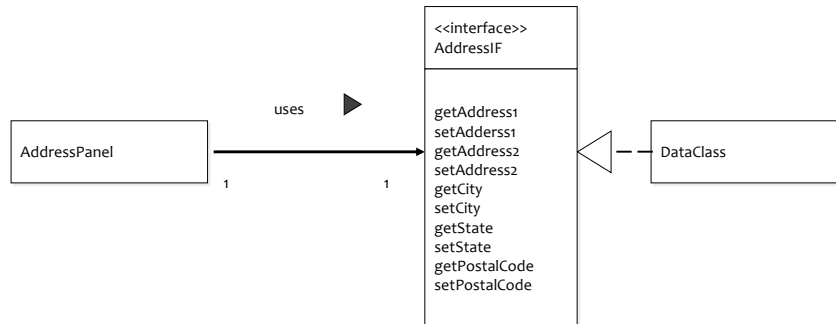 <<interface>>
AddressIF
uses
getAddress1
setAdderss1
getAddress2
setAddress2
getCity
setCity
getState
setState
getPostalCode
setPostalCode
AddressPanel
DataClass
1
1